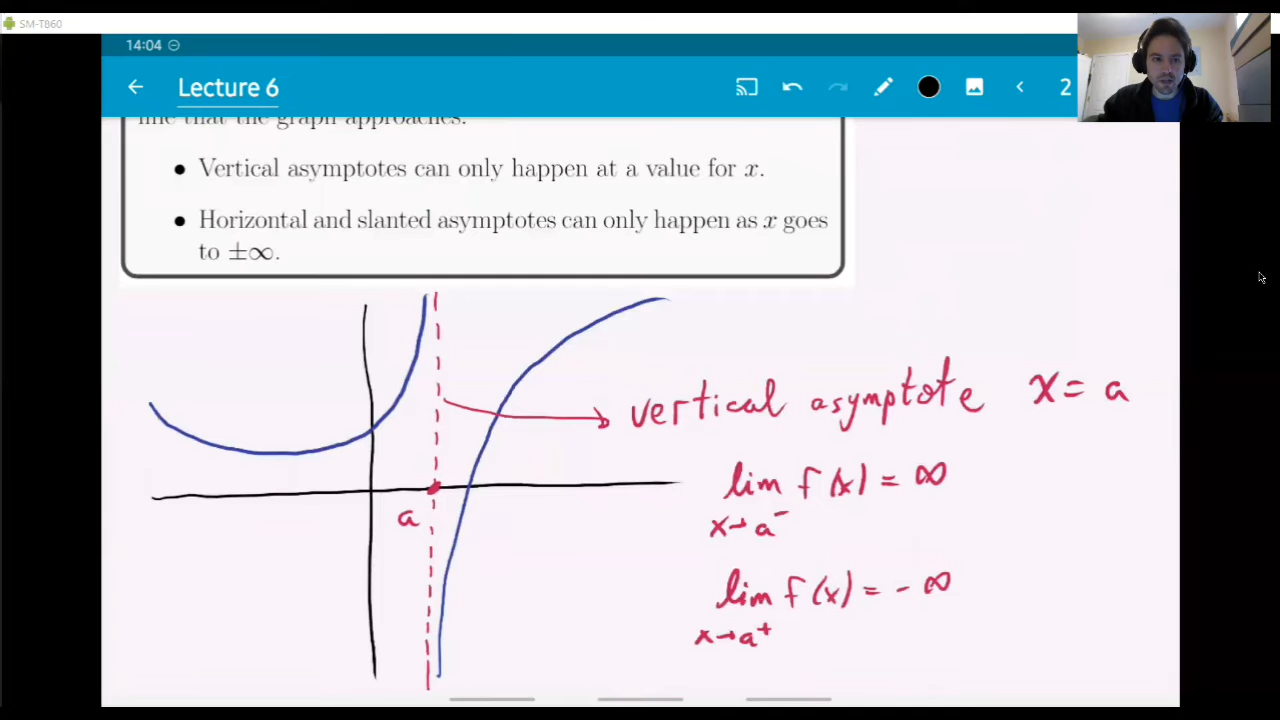 SM-T860
14:04
Lecture 6
2
line that the graph approaches.
• Vertical asymptotes can only happen at a value for x.
• Horizontal and slanted asymptotes can only happen as x goes
to ±∞.
vertical asymptote x = a
lim f(x) = ∞
x→a⁻
a
lim f(x) = -∞
x→a⁺